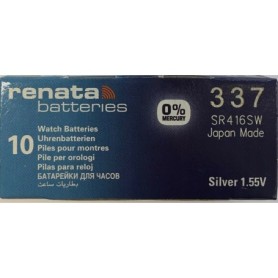 renata
batteries
0%
MERCURY
337
SR416SW
Japan Made
10
Watch Batteries
Uhrenbatterien
Piles pour montres
Pile per orologi
Pilas para reloj
БАТАРЕЙКИ ДЛЯ ЧАСОВ
بطاريات ساعت
Silver 1.55V